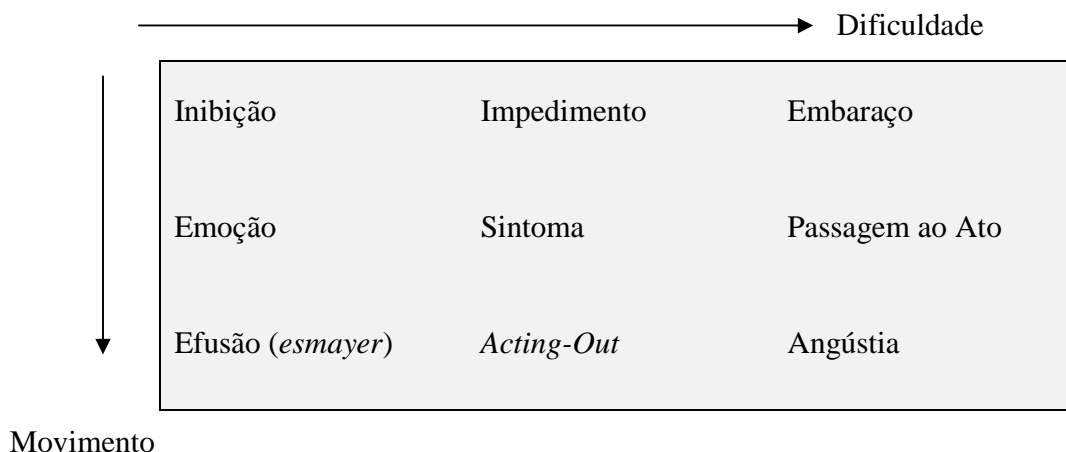 Dificuldade
Inibição Impedimento Embaraço
Emoção Sintoma Passagem ao Ato
Efusão (esmayer) Acting-Out Angústia
Movimento